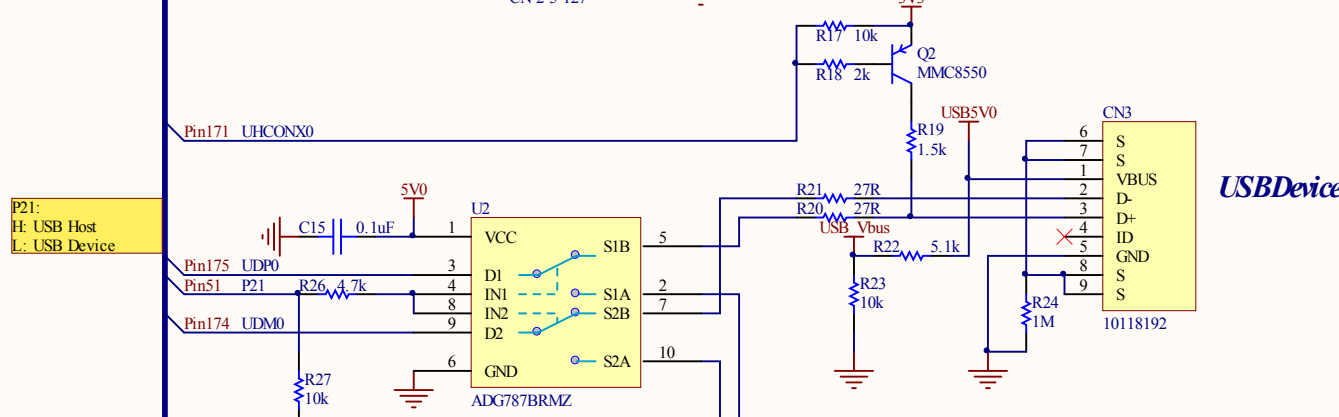 R17 10k
Q2
R18 2k
MMC8550
CN3
USB5V0
Pin171 UHCONX0
R19
1.5k
6 S
7 S
1 VBUS
2 D-
3 D+
4 ID
5 GND
8 S
9 S
10118192
USBDevice
P21:
H: USB Host
L: USB Device
5V0
U2
R21 27R
R20 27R
USB_Vbus
R22 5.1k
R23
10k
R24
1M
C15 0.1uF
1 VCC
S1B 5
Pin175 UDP0
3 D1
Pin51 P21 R26 4.7k
4 IN1
S1A 2
8 IN2
S2B 7
Pin174 UDM0
9 D2
S2A 10
6 GND
R27
10k
ADG787BRMZ